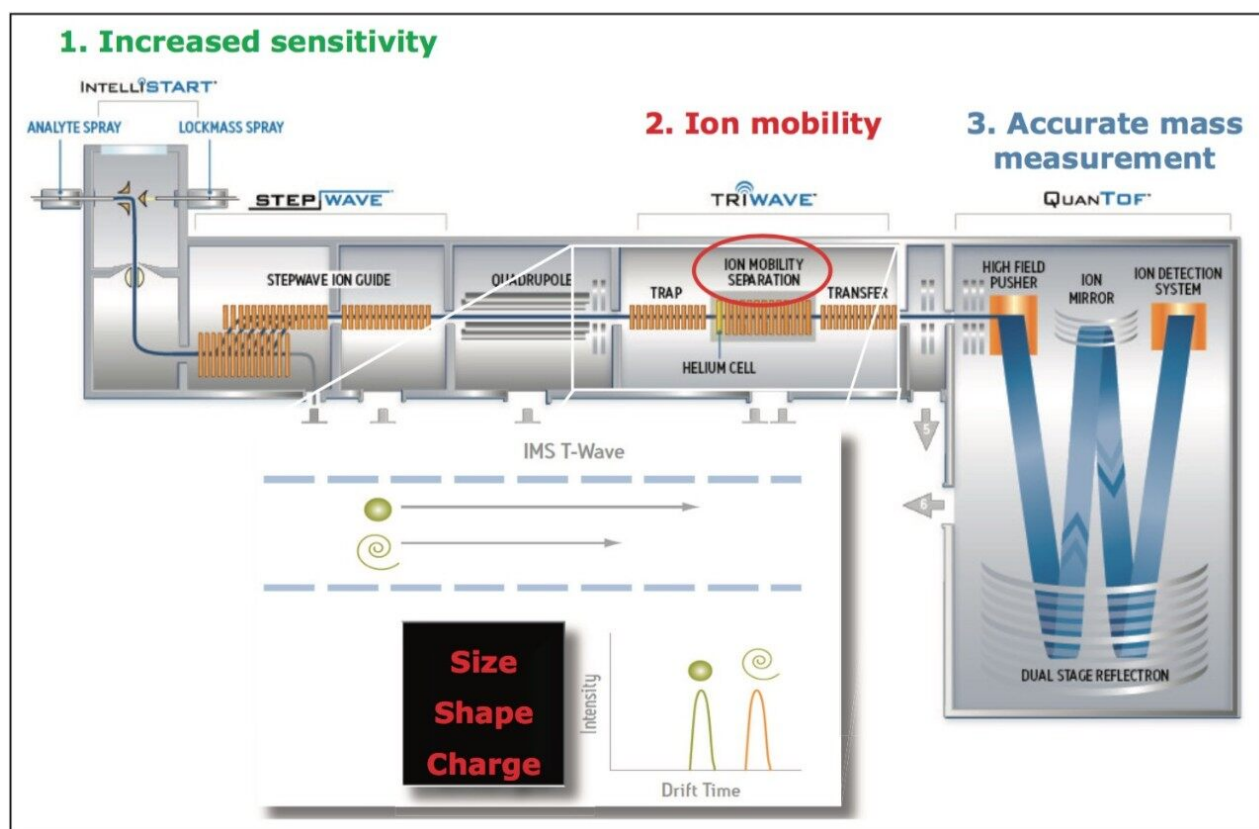 1. Increased sensitivity
INTELLISTART
ANALYTE SPRAY
LOCKMASS SPRAY
2. Ion mobility
3. Accurate mass
measurement
STEPWAVE
TRIWAVE
QUANTOF
STEPWAVE ION GUIDE
QUADRUPOLE
TRAP
ION MOBILITY
SEPARATION
TRANSFER
HELIUM CELL
HIGH FIELD
PUSHER
ION
MIRROR
ION DETECTION
SYSTEM
5
6
DUAL STAGE REFLECTRON
IMS T-Wave
Size
Shape
Charge
Intensity
Drift Time